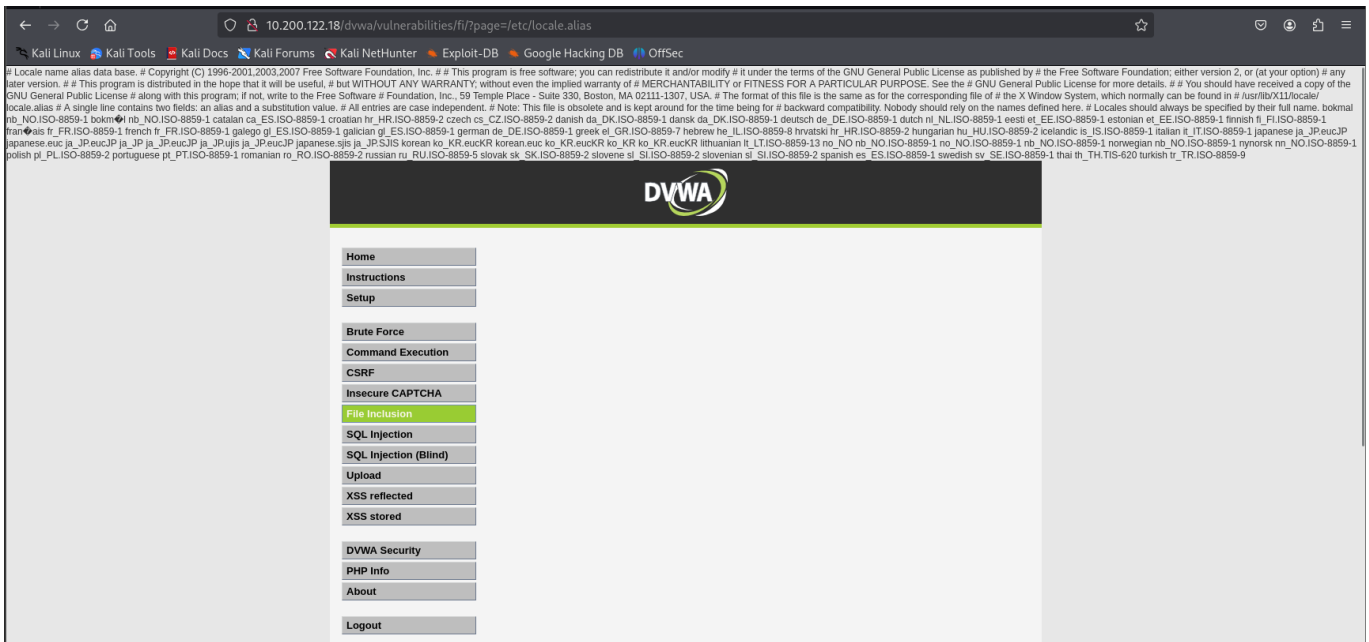 10.200.122.18/dvwa/vulnerabilities/fi/?page=/etc/locale.alias
Kali Linux Kali Tools Kali Docs Kali Forums Kali NetHunter Exploit-DB Google Hacking DB OffSec
# Locale name alias data base. # Copyright (C) 1996-2001,2003,2007 Free Software Foundation, Inc. # # This program is free software; you can redistribute it and/or modify # it under the terms of the GNU General Public License as published by # the Free Software Foundation; either version 2, or (at your option) # any
later version. # # This program is distributed in the hope that it will be useful, # but WITHOUT ANY WARRANTY; without even the implied warranty of # MERCHANTABILITY or FITNESS FOR A PARTICULAR PURPOSE. See the # GNU General Public License for more details. # # You should have received a copy of the
GNU General Public License # along with this program; if not, write to the Free # Software Foundation, Inc., 59 Temple Place - Suite 330, Boston, MA 02111-1307, USA. # The format of this file is the same as for the corresponding file of # the X Window System, which normally can be found in # /usr/lib/X11/locale/
locale.alias # A single line contains two fields: an alias and a substitution value. # All entries are case independent. # Note: This file is obsolete and is kept around for the time being for # backward compatibility. Nobody should rely on the names defined here. # Locales should always be specified by their full name. bokmal
nb_NO.ISO-8859-1 bokm�l nb_NO.ISO-8859-1 catalan ca_ES.ISO-8859-1 croatian hr_HR.ISO-8859-2 czech cs_CZ.ISO-8859-2 danish da_DK.ISO-8859-1 dansk da_DK.ISO-8859-1 deutsch de_DE.ISO-8859-1 dutch nl_NL.ISO-8859-1 eesti et_EE.ISO-8859-1 estonian et_EE.ISO-8859-1 finnish fi_FI.ISO-8859-1
fran�ais fr_FR.ISO-8859-1 french fr_FR.ISO-8859-1 galego gl_ES.ISO-8859-1 galician gl_ES.ISO-8859-1 german de_DE.ISO-8859-1 greek el_GR.ISO-8859-7 hebrew he_IL.ISO-8859-8 hrvatski hr_HR.ISO-8859-2 hungarian hu_HU.ISO-8859-2 icelandic is_IS.ISO-8859-1 italian it_IT.ISO-8859-1 japanese ja_JP.eucJP
japanese.euc ja_JP.eucJP ja_JP ja_JP.eucJP ja_JP.ujis ja_JP.eucJP japanese.sjis ja_JP.SJIS korean ko_KR.eucKR korean.euc ko_KR.eucKR ko_KR ko_KR.eucKR lithuanian lt_LT.ISO-8859-13 no_NO nb_NO.ISO-8859-1 no_NO.ISO-8859-1 nb_NO.ISO-8859-1 norwegian nb_NO.ISO-8859-1 nynorsk nn_NO.ISO-8859-1
polish pl_PL.ISO-8859-2 portuguese pt_PT.ISO-8859-1 romanian ro_RO.ISO-8859-2 russian ru_RU.ISO-8859-5 slovak sk_SK.ISO-8859-2 slovene sl_SI.ISO-8859-2 slovenian sl_SI.ISO-8859-2 spanish es_ES.ISO-8859-1 swedish sv_SE.ISO-8859-1 thai th_TH.TIS-620 turkish tr_TR.ISO-8859-9
DVWA
Home
Instructions
Setup
Brute Force
Command Execution
CSRF
Insecure CAPTCHA
File Inclusion
SQL Injection
SQL Injection (Blind)
Upload
XSS reflected
XSS stored
DVWA Security
PHP Info
About
Logout